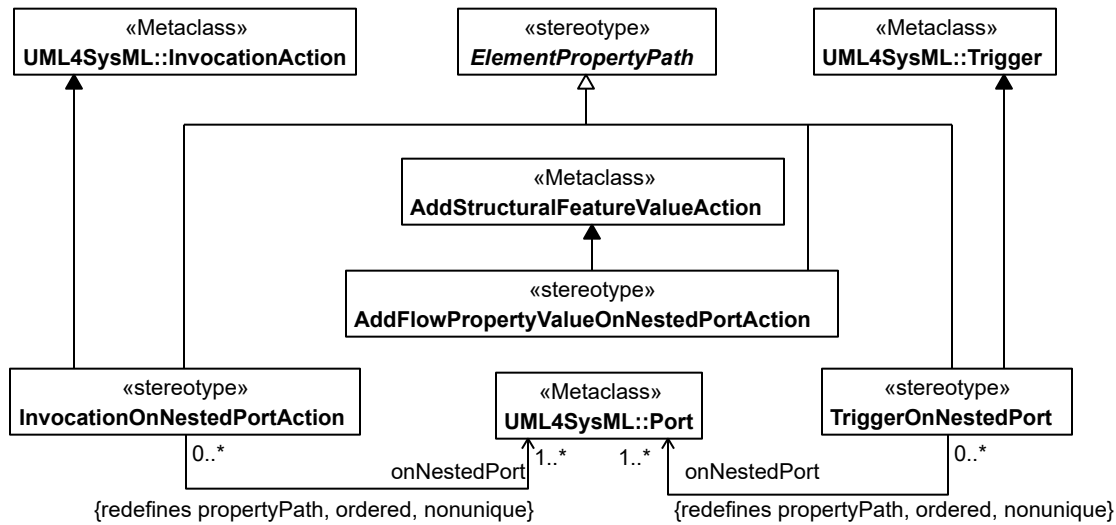 «Metaclass»
UML4SysML::InvocationAction
«stereotype»
ElementPropertyPath
«Metaclass»
UML4SysML::Trigger
«Metaclass»
AddStructuralFeatureValueAction
«stereotype»
AddFlowPropertyValueOnNestedPortAction
«stereotype»
InvocationOnNestedPortAction
«Metaclass»
UML4SysML::Port
«stereotype»
TriggerOnNestedPort
0..*
onNestedPort
1..*
1..*
onNestedPort
0..*
{redefines propertyPath, ordered, nonunique}
{redefines propertyPath, ordered, nonunique}